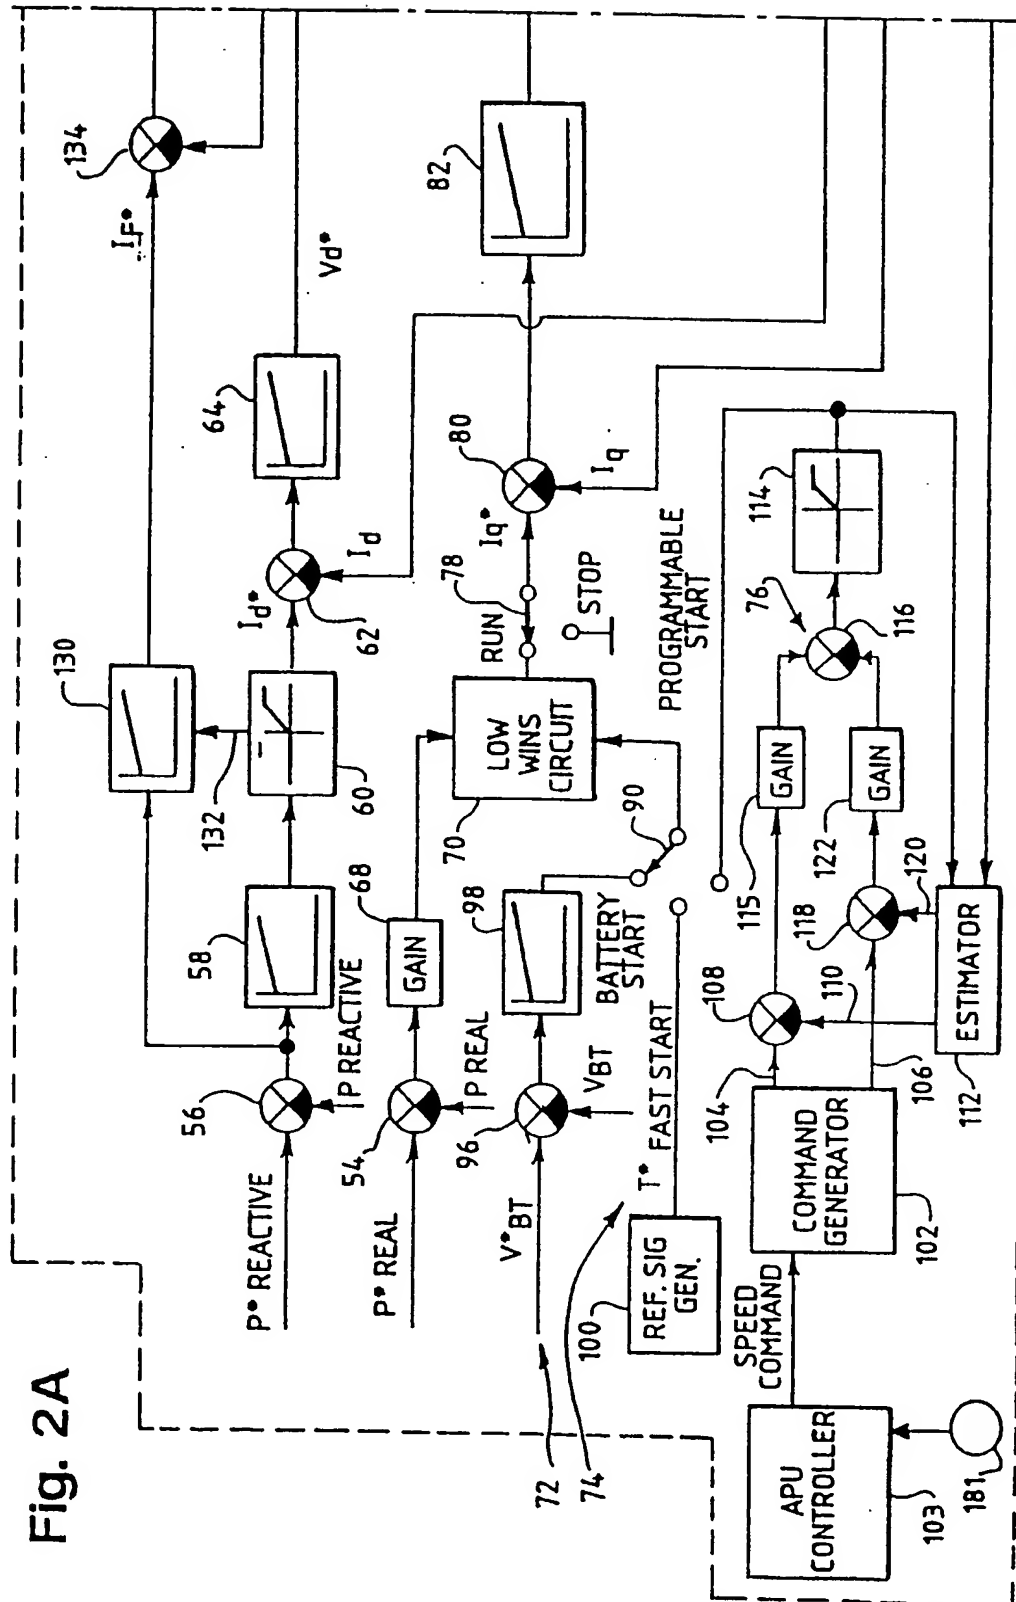 Fig. 2A
P* REACTIVE
56
P REACTIVE
58
132
60
130
Id*
62
Id
64
Vd*
IF*
134
P* REAL
54
P REAL
68
GAIN
70
LOW
WINS
CIRCUIT
RUN
78
STOP
Iq*
80
Iq
82
72
V*BT
96
VBT
98
BATTERY
START
90
74
T*
FAST START
100
REF. SIG
GEN.
PROGRAMMABLE
START
APU
CONTROLLER
103
181
SPEED
COMMAND
COMMAND
GENERATOR
102
104
106
108
110
112
ESTIMATOR
115
GAIN
118
120
122
GAIN
76
116
114